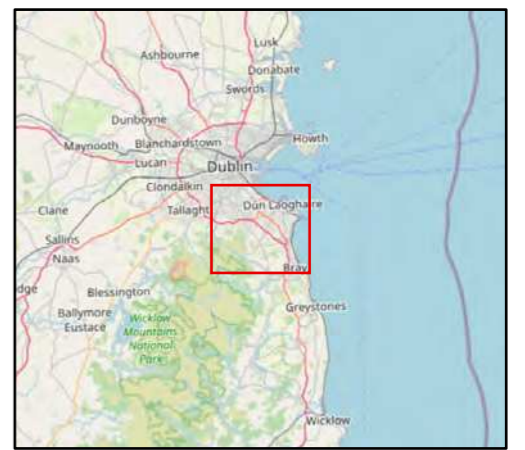 Lusk
Ashbourne
Donabate
Swords
Dunboyne
Maynooth
Blanchardstown
Howth
Lucan
Dublin
Clondalkin
Clane
Tallaght
Dún Laoghaire
Sallins
Naas
Bray
dge
Blessington
Greystones
Ballymore
Eustace
Wicklow
Mountains
National
Park
Wicklow